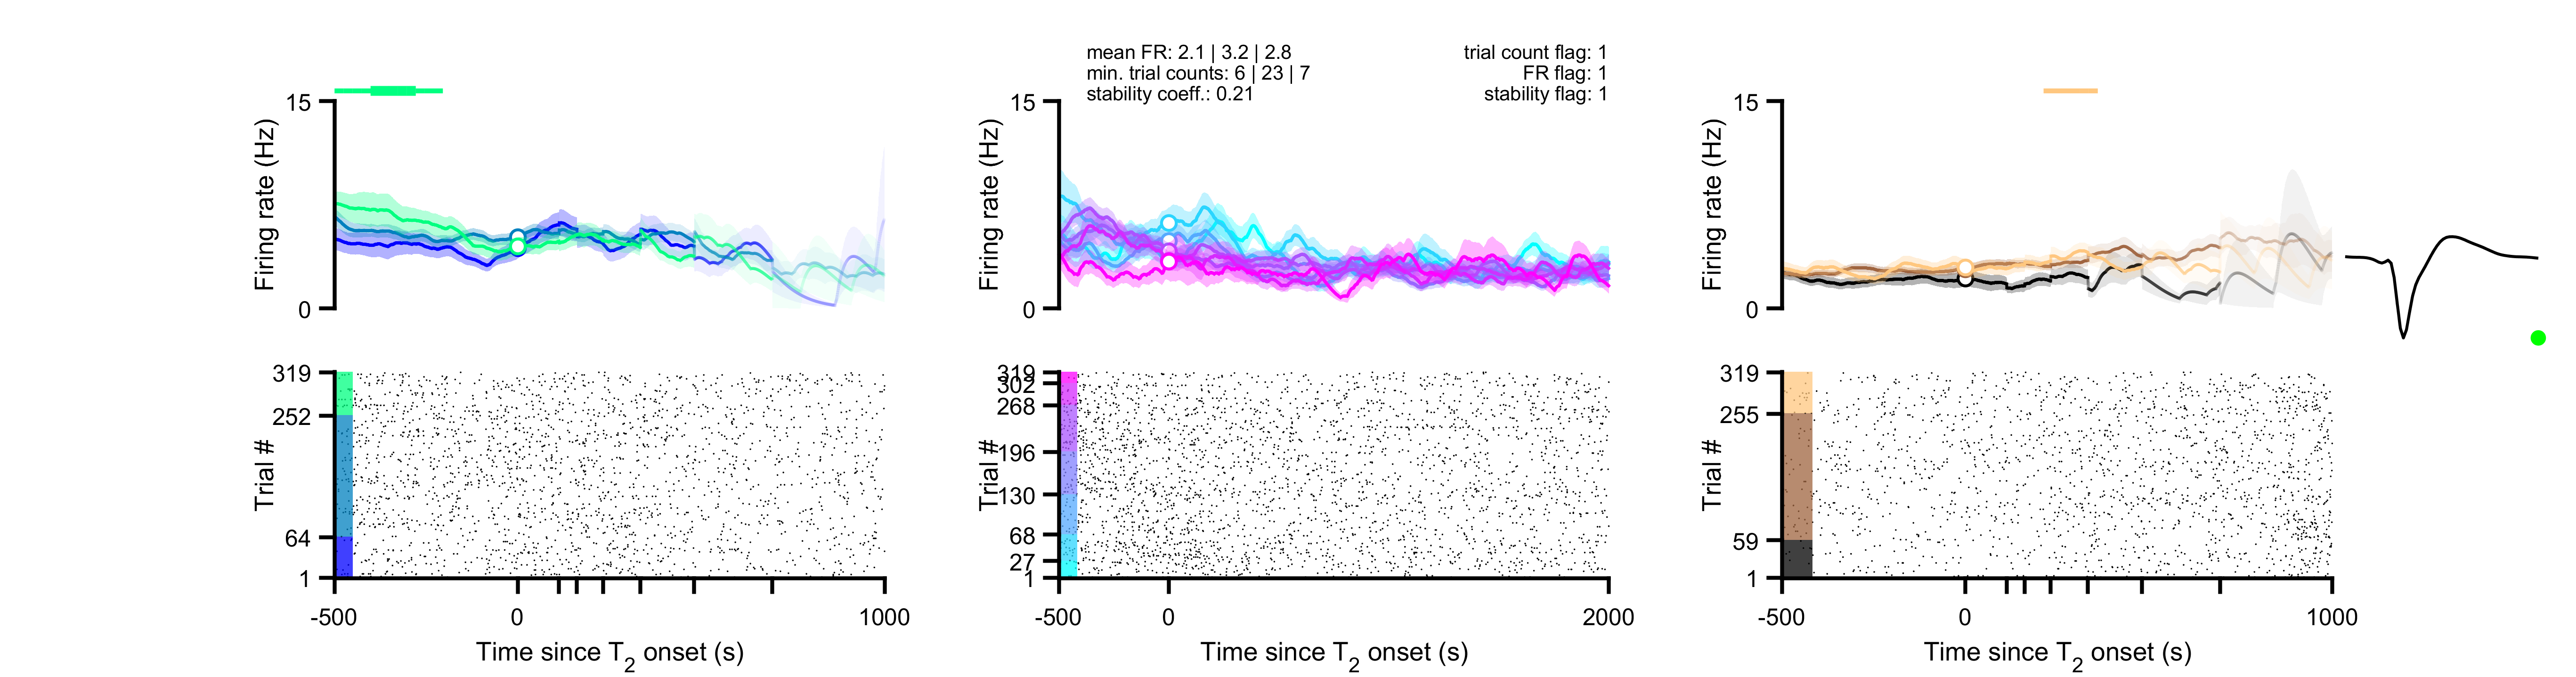 mean FR: 2.1 | 3.2 | 2.8
min. trial counts: 6 | 23 | 7
stability coeff.: 0.21
trial count flag: 1
FR flag: 1
stability flag: 1
15
0
Firing rate (Hz)
319
252
64
1
Trial #
-500
0
1000
Time since T2 onset (s)
15
0
Firing rate (Hz)
319
302
268
196
130
68
27
1
Trial #
-500
0
2000
Time since T2 onset (s)
15
0
Firing rate (Hz)
319
255
59
1
Trial #
-500
0
1000
Time since T2 onset (s)